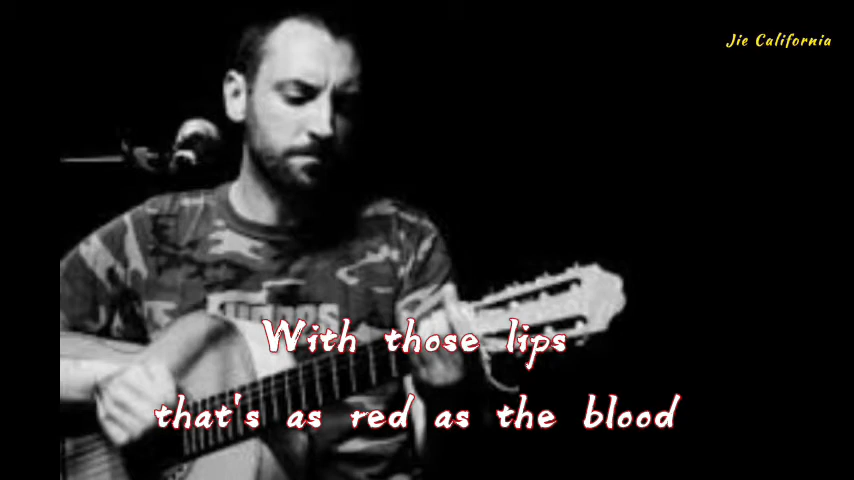 Jie California
With those lips
that's as red as the blood